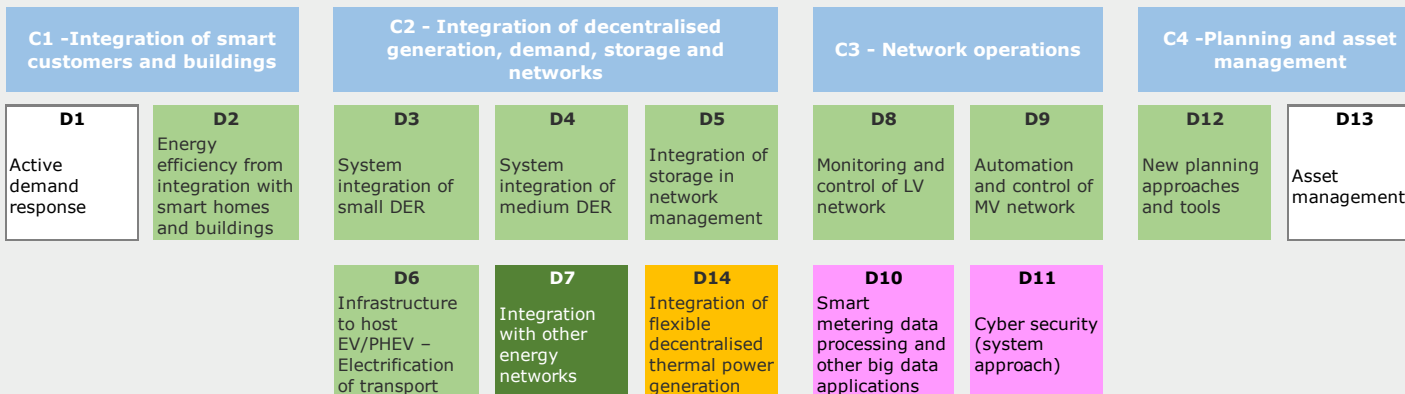 C1 -Integration of smart
customers and buildings
C2 - Integration of decentralised
generation, demand, storage and
networks
C3 - Network operations
C4 -Planning and asset
management
D1
Active
demand
response
D2
Energy
efficiency from
integration with
smart homes
and buildings
D3
System
integration of
small DER
D4
System
integration of
medium DER
D5
Integration of
storage in
network
management
D8
Monitoring and
control of LV
network
D9
Automation
and control of
MV network
D12
New planning
approaches
and tools
D13
Asset
management
D6
Infrastructure
to host
EV/PHEV –
Electrification
of transport
D7
Integration
with other
energy
networks
D14
Integration of
flexible
decentralised
thermal power
generation
D10
Smart
metering data
processing and
other big data
applications
D11
Cyber security
(system
approach)